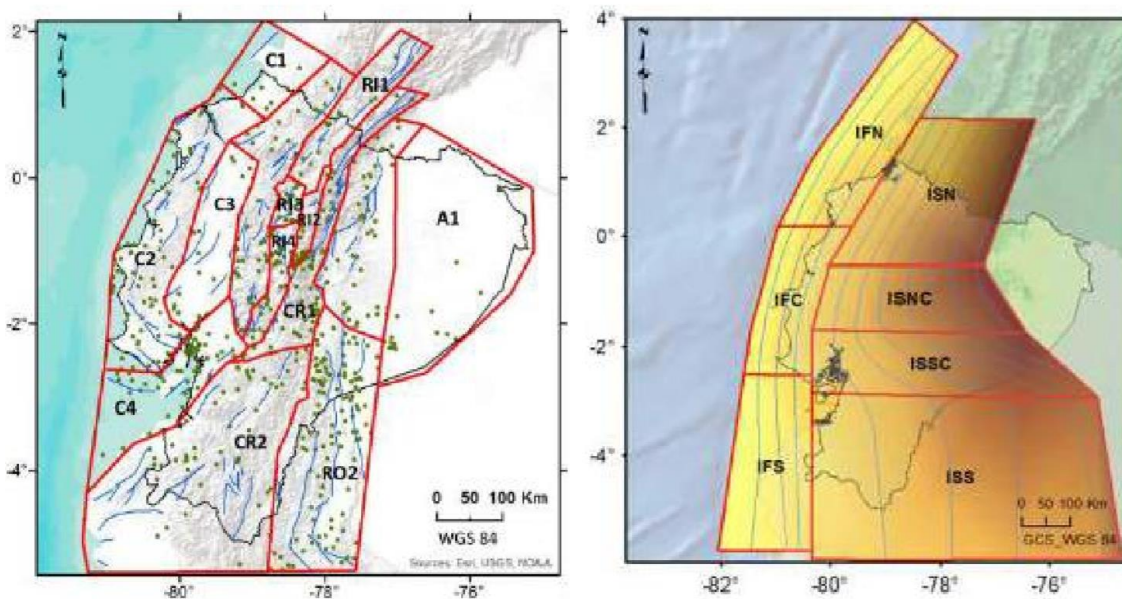 2°
0°
-2°
-4°
C1
RI1
C3
RI3
RI2
A1
C2
RI4
CR1
C4
CR2
RO2
0 50 100 Km
WGS 84
Sources: Esri, USGS, NOAA
-80°
-78°
-76°
4°
2°
0°
-2°
-4°
IFN
ISN
IFC
ISNC
ISSC
IFS
ISS
0 50 100 Km
GCS_WGS 84
-82°
-80°
-78°
-76°